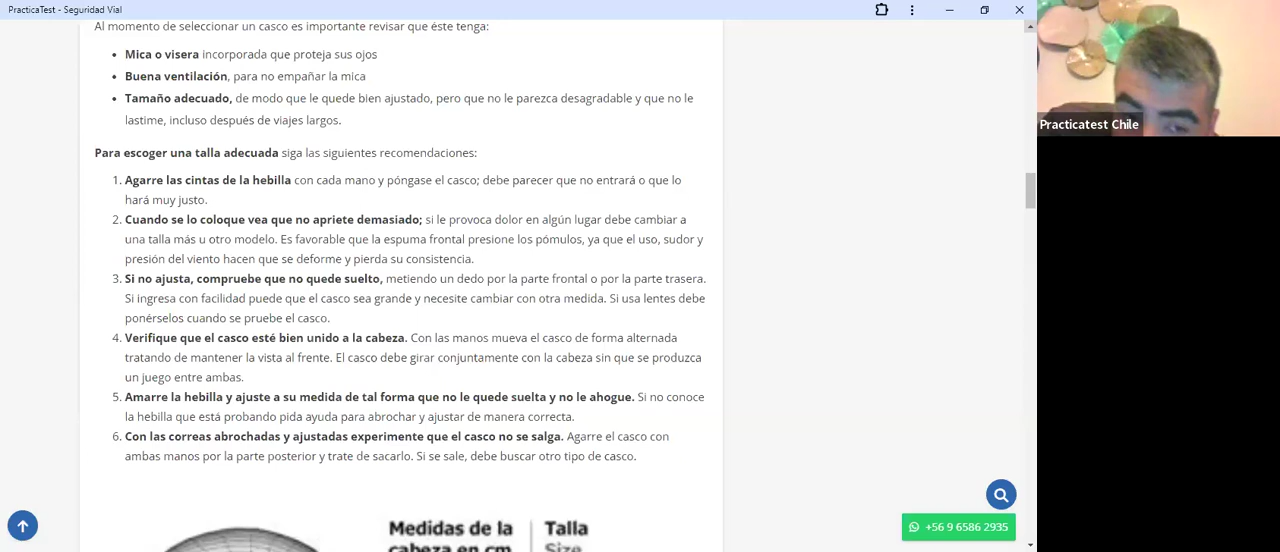 PracticaTest - Seguridad Vial
Al momento de seleccionar un casco es importante revisar que éste tenga:
• Mica o visera incorporada que proteja sus ojos
• Buena ventilación, para no empañar la mica
• Tamaño adecuado, de modo que le quede bien ajustado, pero que no le parezca desagradable y que no le
lastime, incluso después de viajes largos.
Practicatest Chile
Para escoger una talla adecuada siga las siguientes recomendaciones:
1. Agarre las cintas de la hebilla con cada mano y póngase el casco; debe parecer que no entrará o que lo
hará muy justo.
2. Cuando se lo coloque vea que no apriete demasiado; si le provoca dolor en algún lugar debe cambiar a
una talla más u otro modelo. Es favorable que la espuma frontal presione los pómulos, ya que el uso, sudor y
presión del viento hacen que se deforme y pierda su consistencia.
3. Si no ajusta, compruebe que no quede suelto, metiendo un dedo por la parte frontal o por la parte trasera.
Si ingresa con facilidad puede que el casco sea grande y necesite cambiar con otra medida. Si usa lentes debe
ponérselos cuando se pruebe el casco.
4. Verifique que el casco esté bien unido a la cabeza. Con las manos mueva el casco de forma alternada
tratando de mantener la vista al frente. El casco debe girar conjuntamente con la cabeza sin que se produzca
un juego entre ambas.
5. Amarre la hebilla y ajuste a su medida de tal forma que no le quede suelta y no le ahogue. Si no conoce
la hebilla que está probando pida ayuda para abrochar y ajustar de manera correcta.
6. Con las correas abrochadas y ajustadas experimente que el casco no se salga. Agarre el casco con
ambas manos por la parte posterior y trate de sacarlo. Si se sale, debe buscar otro tipo de casco.
Medidas de la
cabeza en cm
Talla
Size
+56 9 6586 2935